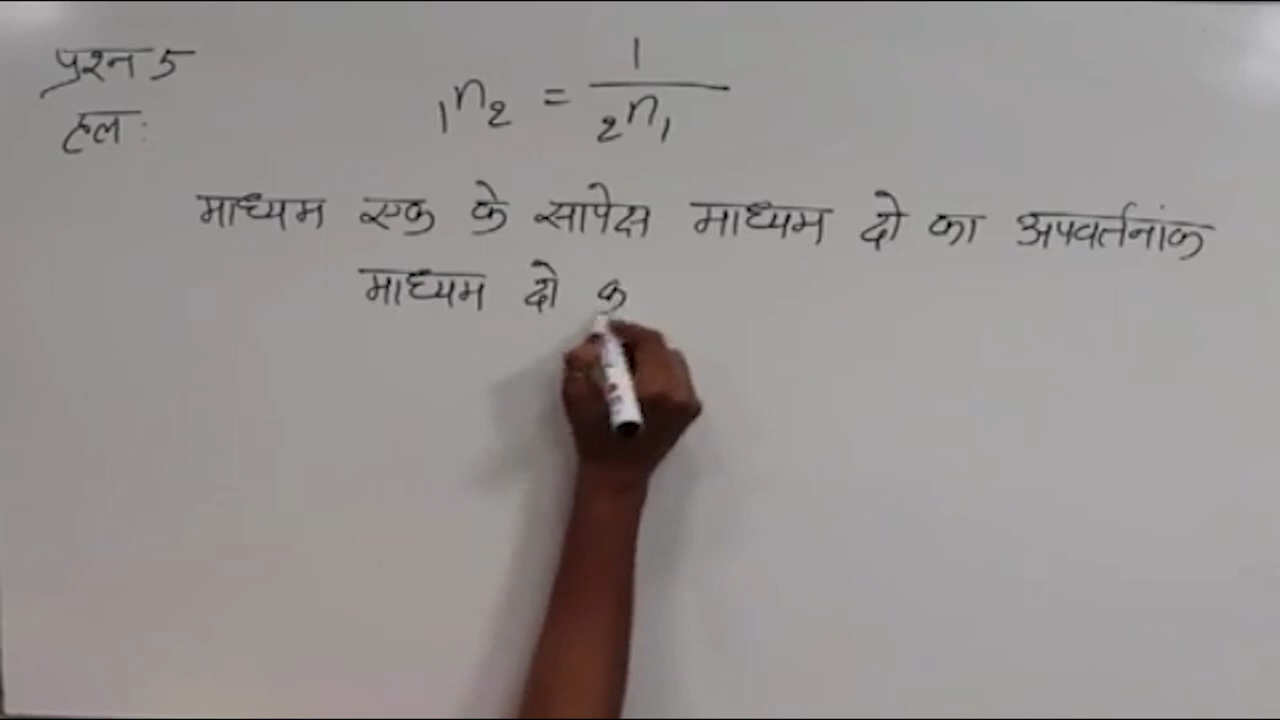 प्रश्न 5
हल :
₁n₂ = 1 / ₂n₁
माध्यम एक के सापेक्ष माध्यम दो का अपवर्तनांक
माध्यम दो क